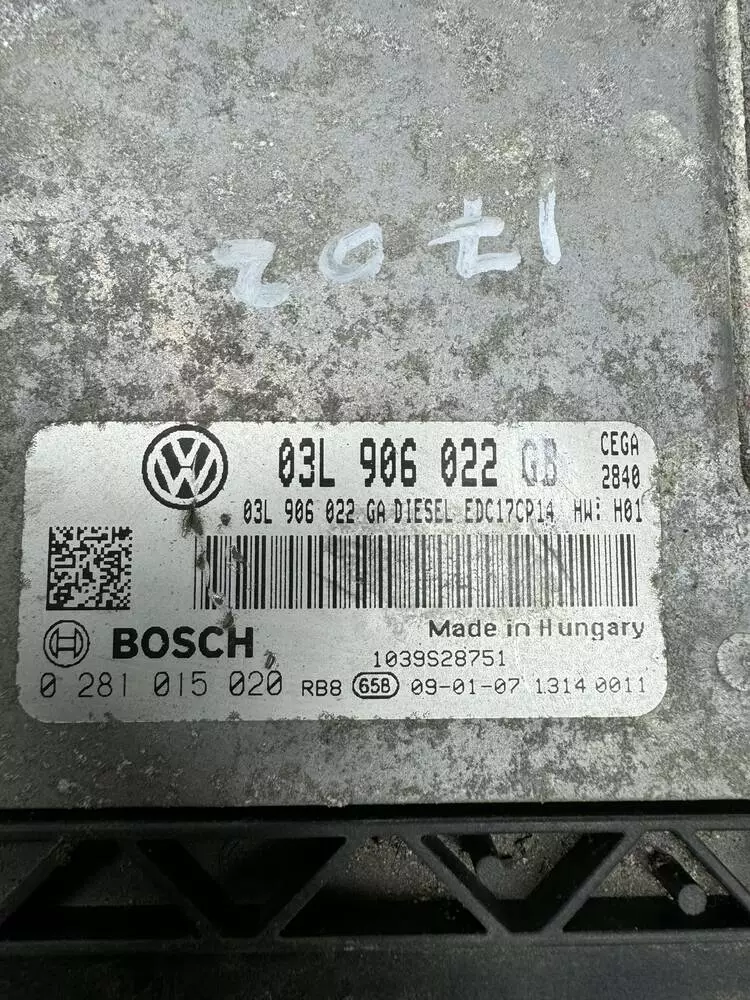 20tl
03L 906 022 GB
CEGA
2840
03L 906 022 GA DIESEL EDC17CP14 HW: H01
BOSCH
Made in Hungary
1039S28751
0 281 015 020 RB8 658 09-01-07 1314 0011